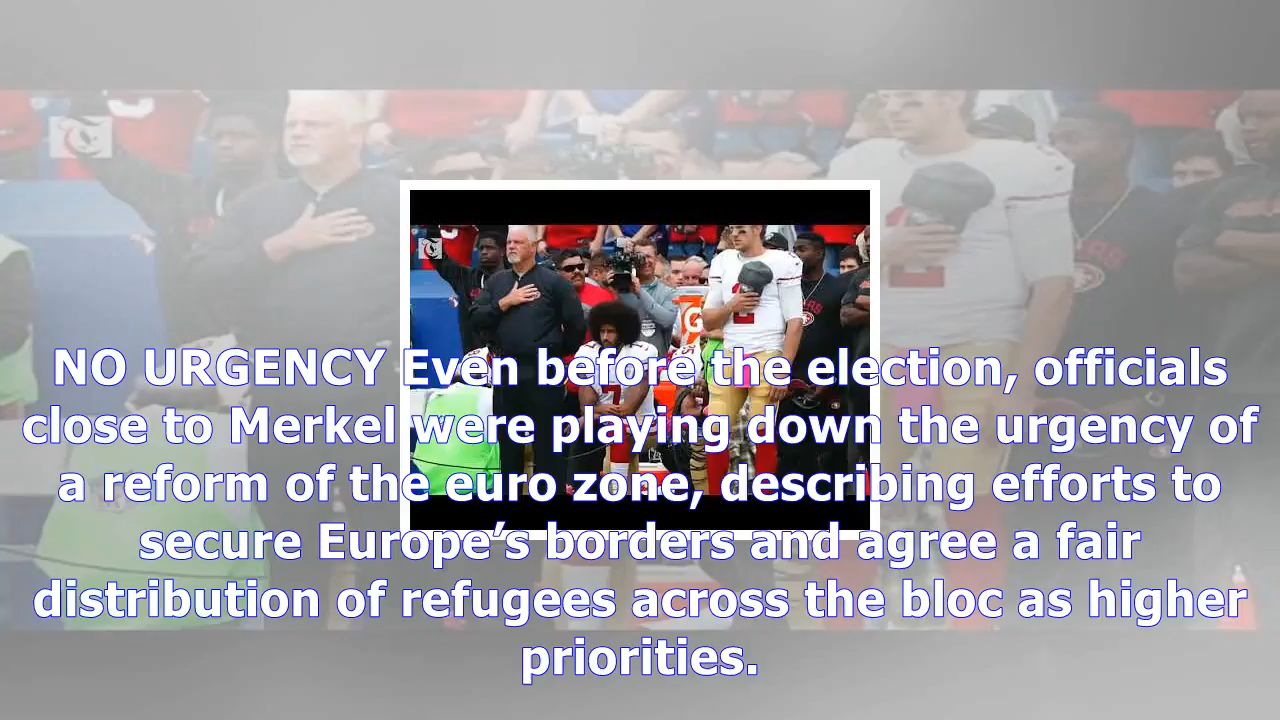 NO URGENCY Even before the election, officials
close to Merkel were playing down the urgency of
a reform of the euro zone, describing efforts to
secure Europe’s borders and agree a fair
distribution of refugees across the bloc as higher
priorities.
G
7